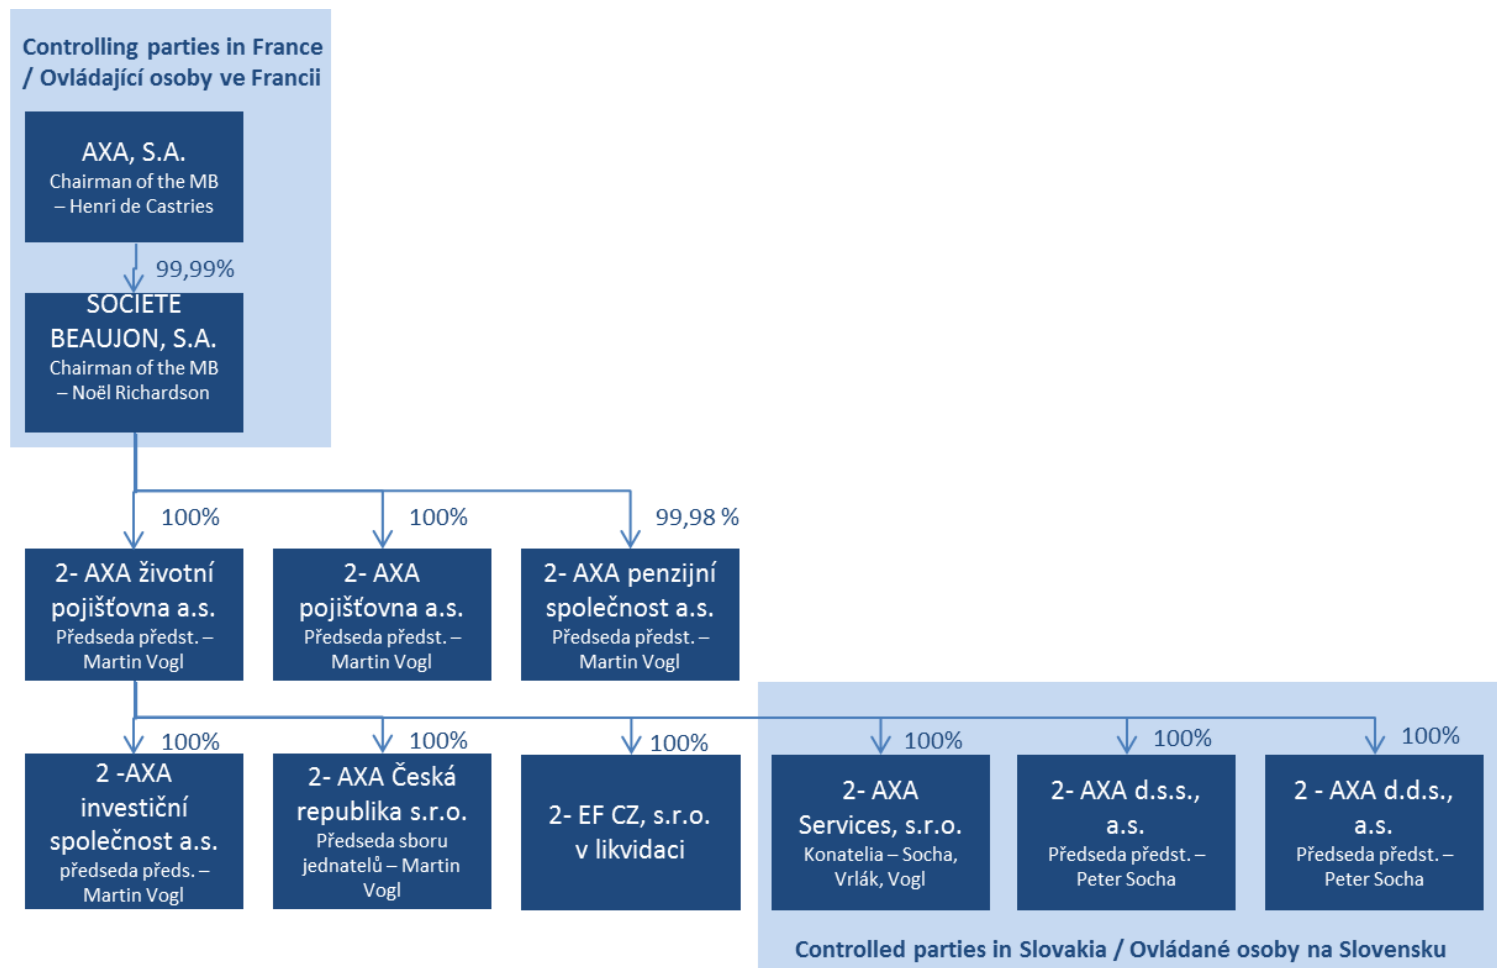 Controlling parties in France
/ Ovládající osoby ve Francii
AXA, S.A.
Chairman of the MB
– Henri de Castries
99,99%
SOCIETE
BEAUJON, S.A.
Chairman of the MB
– Noël Richardson
100%
100%
99,98 %
2- AXA životní
pojišťovna a.s.
Předseda předst. –
Martin Vogl
2- AXA
pojišťovna a.s.
Předseda předst. –
Martin Vogl
2- AXA penzijní
společnost a.s.
Předseda předst. –
Martin Vogl
100%
100%
100%
100%
100%
100%
2 -AXA
investiční
společnost a.s.
předseda předs. –
Martin Vogl
2- AXA Česká
republika s.r.o.
Předseda sboru
jednatelů – Martin
Vogl
2- EF CZ, s.r.o.
v likvidaci
2- AXA
Services, s.r.o.
Konatelia – Socha,
Vrlák, Vogl
2- AXA d.s.s.,
a.s.
Předseda předst. –
Peter Socha
2 - AXA d.d.s.,
a.s.
Předseda předst. –
Peter Socha
Controlled parties in Slovakia / Ovládané osoby na Slovensku